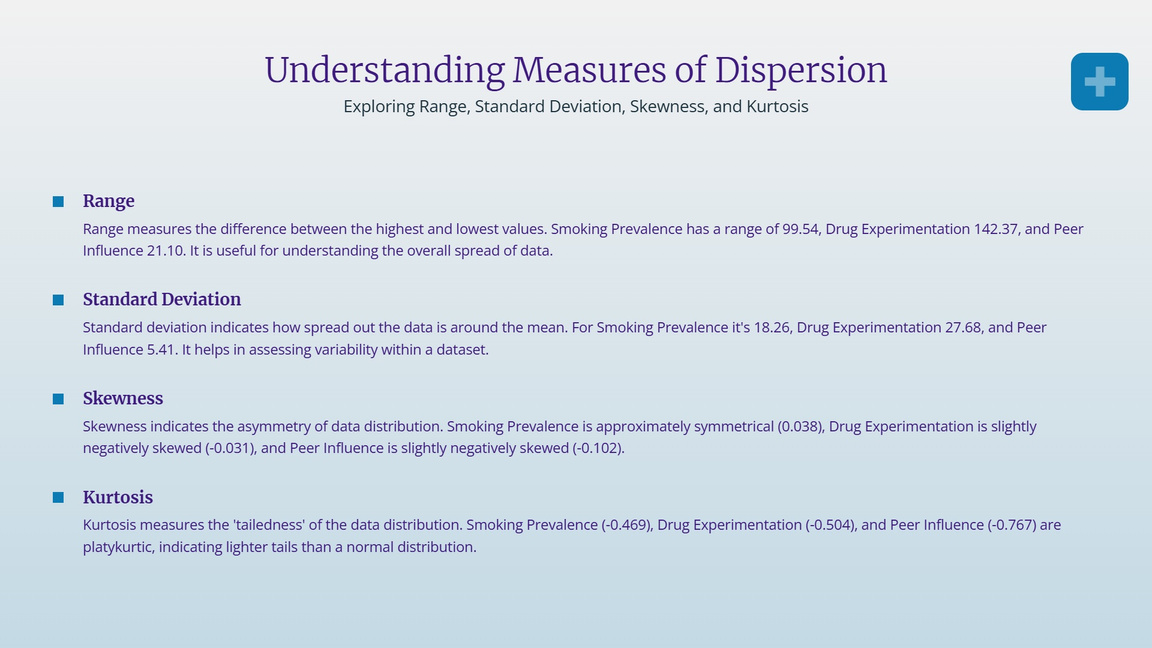 Understanding Measures of Dispersion
Exploring Range, Standard Deviation, Skewness, and Kurtosis
Range
Range measures the difference between the highest and lowest values. Smoking Prevalence has a range of 99.54, Drug Experimentation 142.37, and Peer
Influence 21.10. It is useful for understanding the overall spread of data.
Standard Deviation
Standard deviation indicates how spread out the data is around the mean. For Smoking Prevalence it's 18.26, Drug Experimentation 27.68, and Peer
Influence 5.41. It helps in assessing variability within a dataset.
Skewness
Skewness indicates the asymmetry of data distribution. Smoking Prevalence is approximately symmetrical (0.038), Drug Experimentation is slightly
negatively skewed (-0.031), and Peer Influence is slightly negatively skewed (-0.102).
Kurtosis
Kurtosis measures the 'tailedness' of the data distribution. Smoking Prevalence (-0.469), Drug Experimentation (-0.504), and Peer Influence (-0.767) are
platykurtic, indicating lighter tails than a normal distribution.